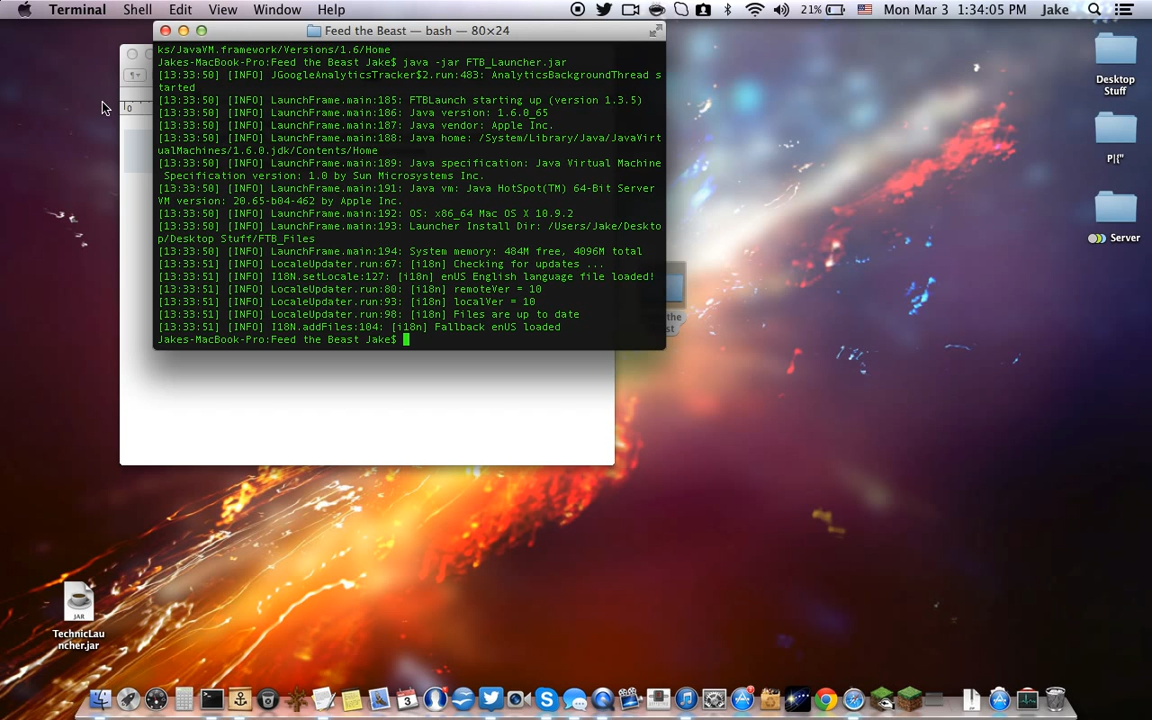 Terminal Shell Edit View Window Help 21% Mon Mar 3 1:34:05 PM Jake
Feed the Beast — bash — 80×24
ks/JavaVM.framework/Versions/1.6/Home
Jakes-MacBook-Pro:Feed the Beast Jake$ java -jar FTB_Launcher.jar
[13:33:50] [INFO] JGoogleAnalyticsTracker$2.run:483: AnalyticsBackgroundThread s
tarted
[13:33:50] [INFO] LaunchFrame.main:185: FTBLaunch starting up (version 1.3.5)
[13:33:50] [INFO] LaunchFrame.main:186: Java version: 1.6.0_65
[13:33:50] [INFO] LaunchFrame.main:187: Java vendor: Apple Inc.
[13:33:50] [INFO] LaunchFrame.main:188: Java home: /System/Library/Java/JavaVirt
ualMachines/1.6.0.jdk/Contents/Home
[13:33:50] [INFO] LaunchFrame.main:189: Java specification: Java Virtual Machine
Specification version: 1.0 by Sun Microsystems Inc.
[13:33:50] [INFO] LaunchFrame.main:191: Java vm: Java HotSpot(TM) 64-Bit Server
VM version: 20.65-b04-462 by Apple Inc.
[13:33:50] [INFO] LaunchFrame.main:192: OS: x86_64 Mac OS X 10.9.2
[13:33:50] [INFO] LaunchFrame.main:193: Launcher Install Dir: /Users/Jake/Deskto
p/Desktop Stuff/FTB_Files
[13:33:50] [INFO] LaunchFrame.main:194: System memory: 484M free, 4096M total
[13:33:50] [INFO] LocaleUpdater.run:67: [i18n] Checking for updates ...
[13:33:51] [INFO] I18N.setLocale:127: [i18n] enUS English language file loaded!
[13:33:51] [INFO] LocaleUpdater.run:80: [i18n] remoteVer = 10
[13:33:51] [INFO] LocaleUpdater.run:93: [i18n] localVer = 10
[13:33:51] [INFO] LocaleUpdater.run:98: [i18n] Files are up to date
[13:33:51] [INFO] I18N.addFiles:104: [i18n] Fallback enUS loaded
Jakes-MacBook-Pro:Feed the Beast Jake$
0
the
st
Desktop
Stuff
P|{"
Server
JAR
TechnicLau
ncher.jar
3